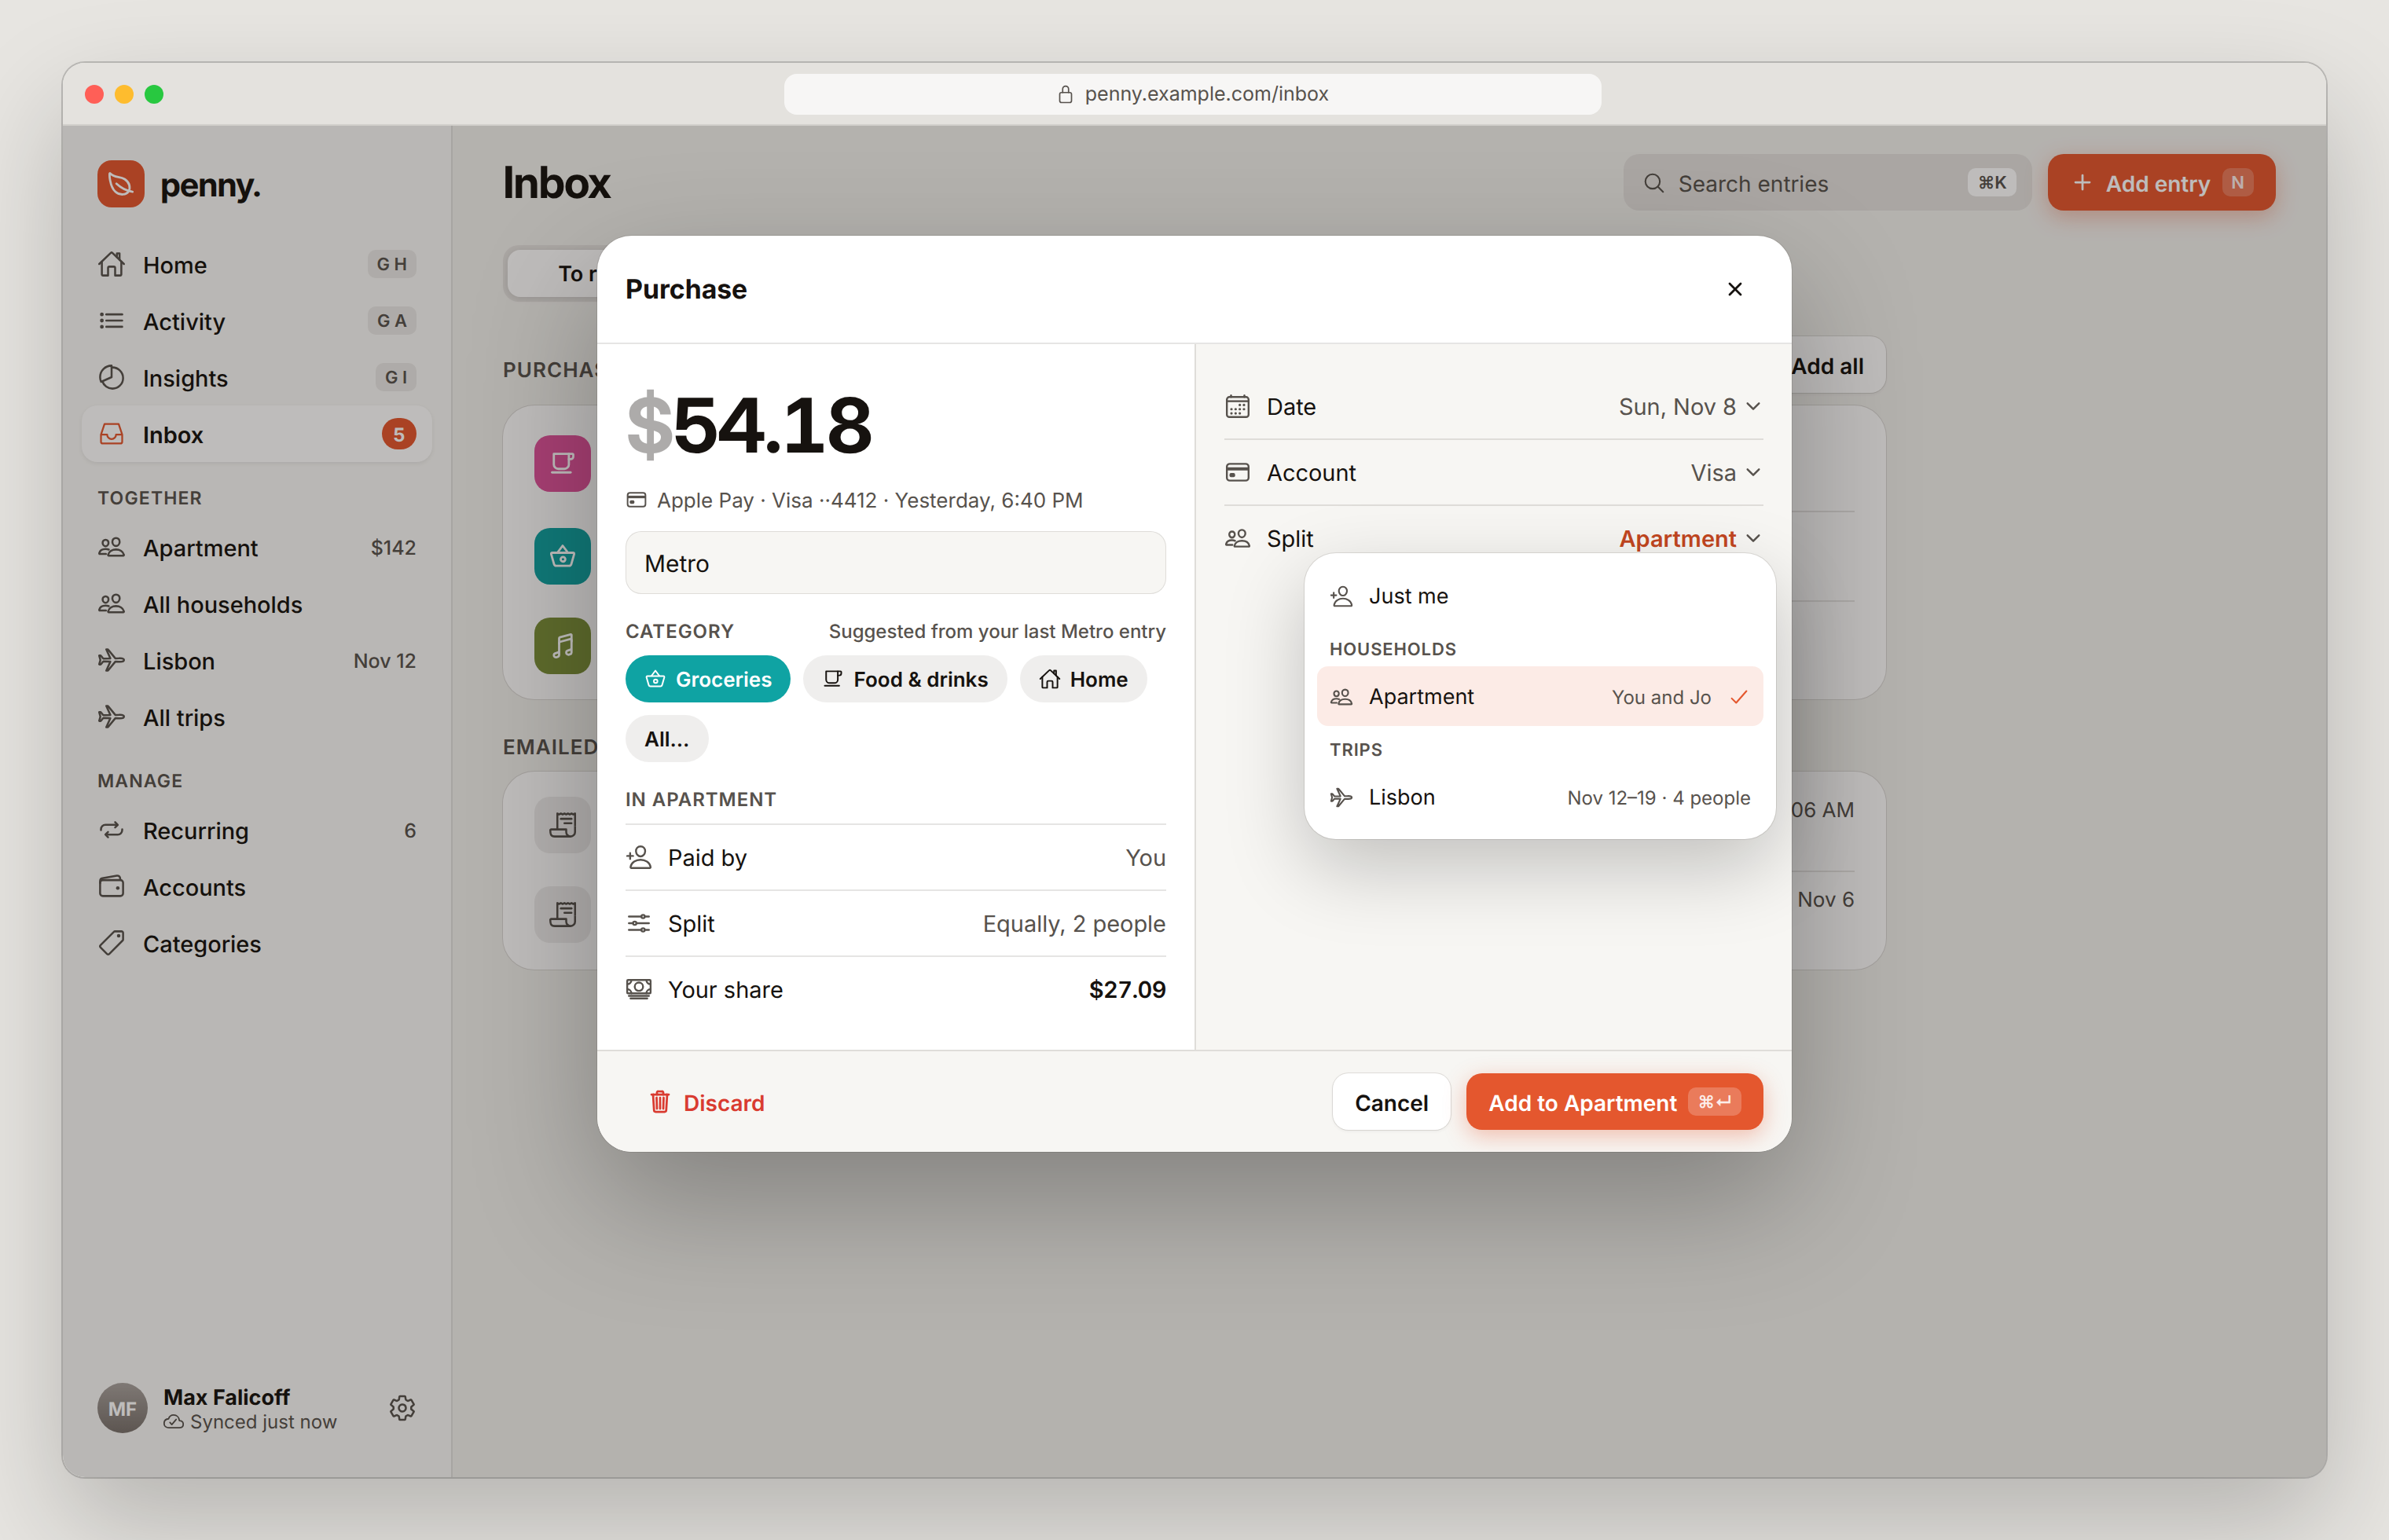 penny.example.com/inbox
penny.
Inbox
Search entries
⌘K
Add entry
N
Home
G H
Activity
G A
Insights
G I
Inbox
5
TOGETHER
Apartment
$142
All households
Lisbon
Nov 12
All trips
MANAGE
Recurring
6
Accounts
Categories
MF
Max Falicoff
Synced just now
To
Add all
EMAILED
06 AM
Nov 6
Purchase
$54.18
Apple Pay · Visa ··4412 · Yesterday, 6:40 PM
Metro
CATEGORY
Suggested from your last Metro entry
Groceries
Food & drinks
Home
All...
IN APARTMENT
Paid by
You
Split
Equally, 2 people
Your share
$27.09
Date
Sun, Nov 8
Account
Visa
Split
Apartment
Just me
HOUSEHOLDS
Apartment
You and Jo
TRIPS
Lisbon
Nov 12–19 · 4 people
Discard
Cancel
Add to Apartment
⌘↵